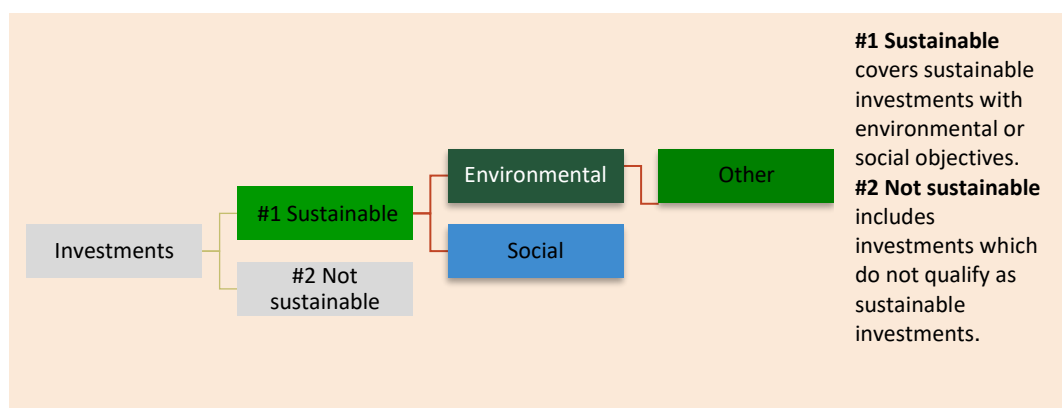 Investments
#1 Sustainable
#2 Not
sustainable
Environmental
Social
Other
#1 Sustainable
covers sustainable
investments with
environmental or
social objectives.
#2 Not sustainable
includes
investments which
do not qualify as
sustainable
investments.